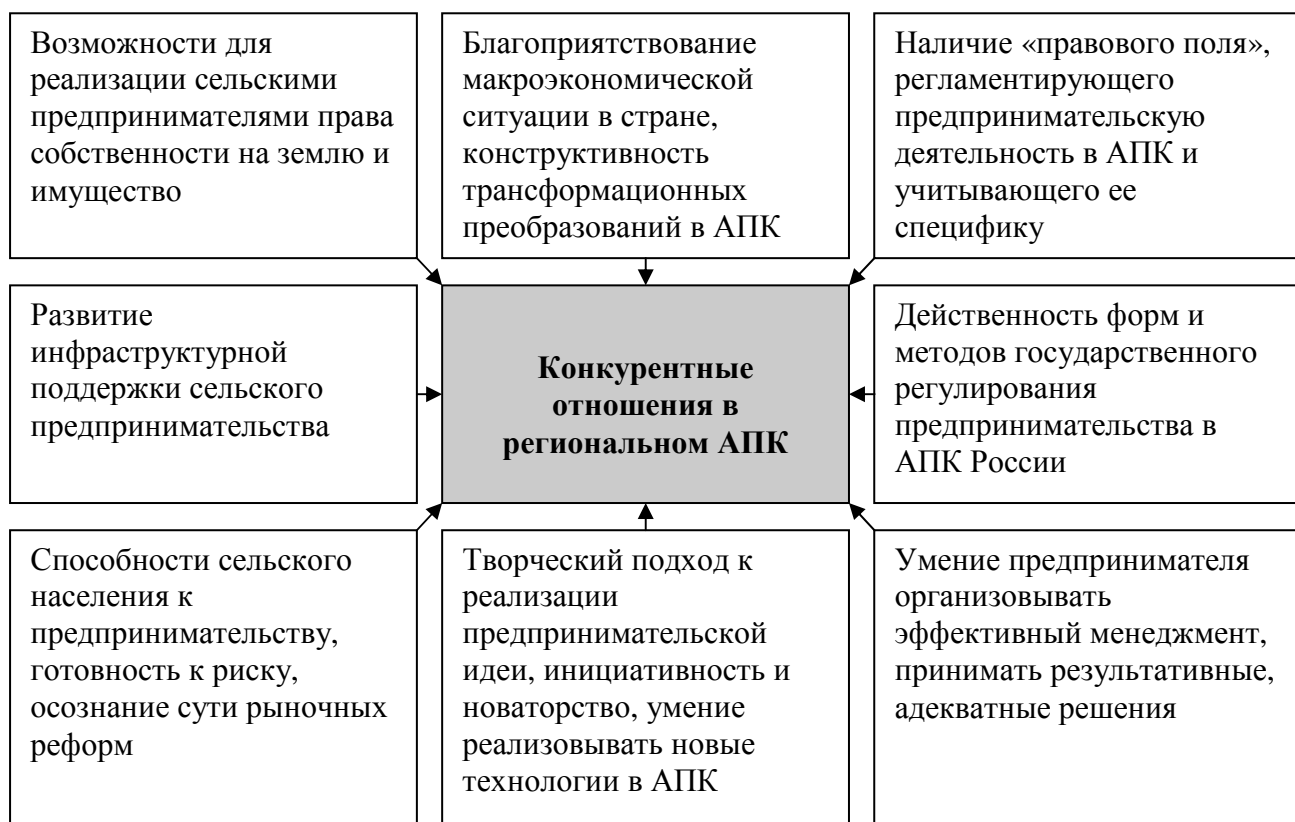 Возможности для
реализации сельскими
предпринимателями права
собственности на землю и
имущество
Благоприятствование
макроэкономической
ситуации в стране,
конструктивность
трансформационных
преобразований в АПК
Наличие «правового поля»,
регламентирующего
предпринимательскую
деятельность в АПК и
учитывающего ее
специфику
Развитие
инфраструктурной
поддержки сельского
предпринимательства
Конкурентные
отношения в
региональном АПК
Действенность форм и
методов государственного
регулирования
предпринимательства в
АПК России
Способности сельского
населения к
предпринимательству,
готовность к риску,
осознание сути рыночных
реформ
Творческий подход к
реализации
предпринимательской
идеи, инициативность и
новаторство, умение
реализовывать новые
технологии в АПК
Умение предпринимателя
организовывать
эффективный менеджмент,
принимать результативные,
адекватные решения